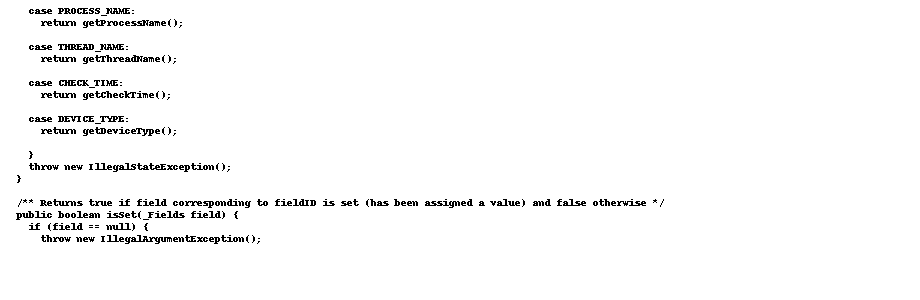 case PROCESS_NAME:
return getProcessName();
case THREAD_NAME:
return getThreadName();
case CHECK_TIME:
return getCheckTime();
case DEVICE_TYPE:
return getDeviceType();
}
throw new IllegalStateException();
}
/** Returns true if field corresponding to fieldID is set (has been assigned a value) and false otherwise */
public boolean isSet(_Fields field) {
if (field == null) {
throw new IllegalArgumentException();